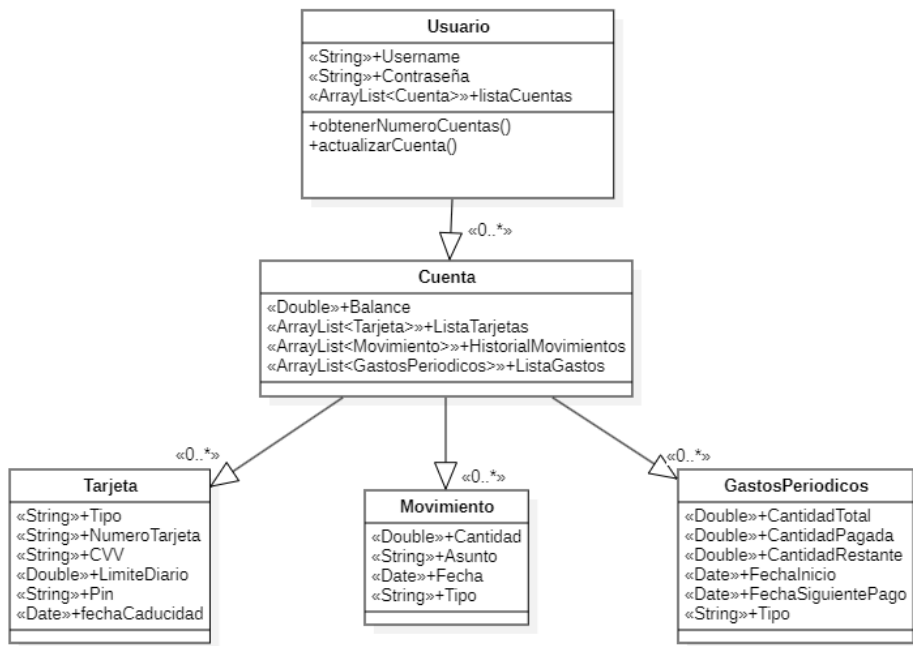 Usuario
«String»+Username
«String»+Contraseña
«ArrayList<Cuenta>»+listaCuentas
+obtenerNumeroCuentas()
+actualizarCuenta()
«0..*»
Cuenta
«Double»+Balance
«ArrayList<Tarjeta>»+ListaTarjetas
«ArrayList<Movimiento>»+HistorialMovimientos
«ArrayList<GastosPeriodicos>»+ListaGastos
«0..*»
Tarjeta
«String»+Tipo
«String»+NumeroTarjeta
«String»+CVV
«Double»+LimiteDiario
«String»+Pin
«Date»+fechaCaducidad
«0..*»
Movimiento
«Double»+Cantidad
«String»+Asunto
«Date»+Fecha
«String»+Tipo
«0..*»
GastosPeriodicos
«Double»+CantidadTotal
«Double»+CantidadPagada
«Double»+CantidadRestante
«Date»+FechaInicio
«Date»+FechaSiguientePago
«String»+Tipo